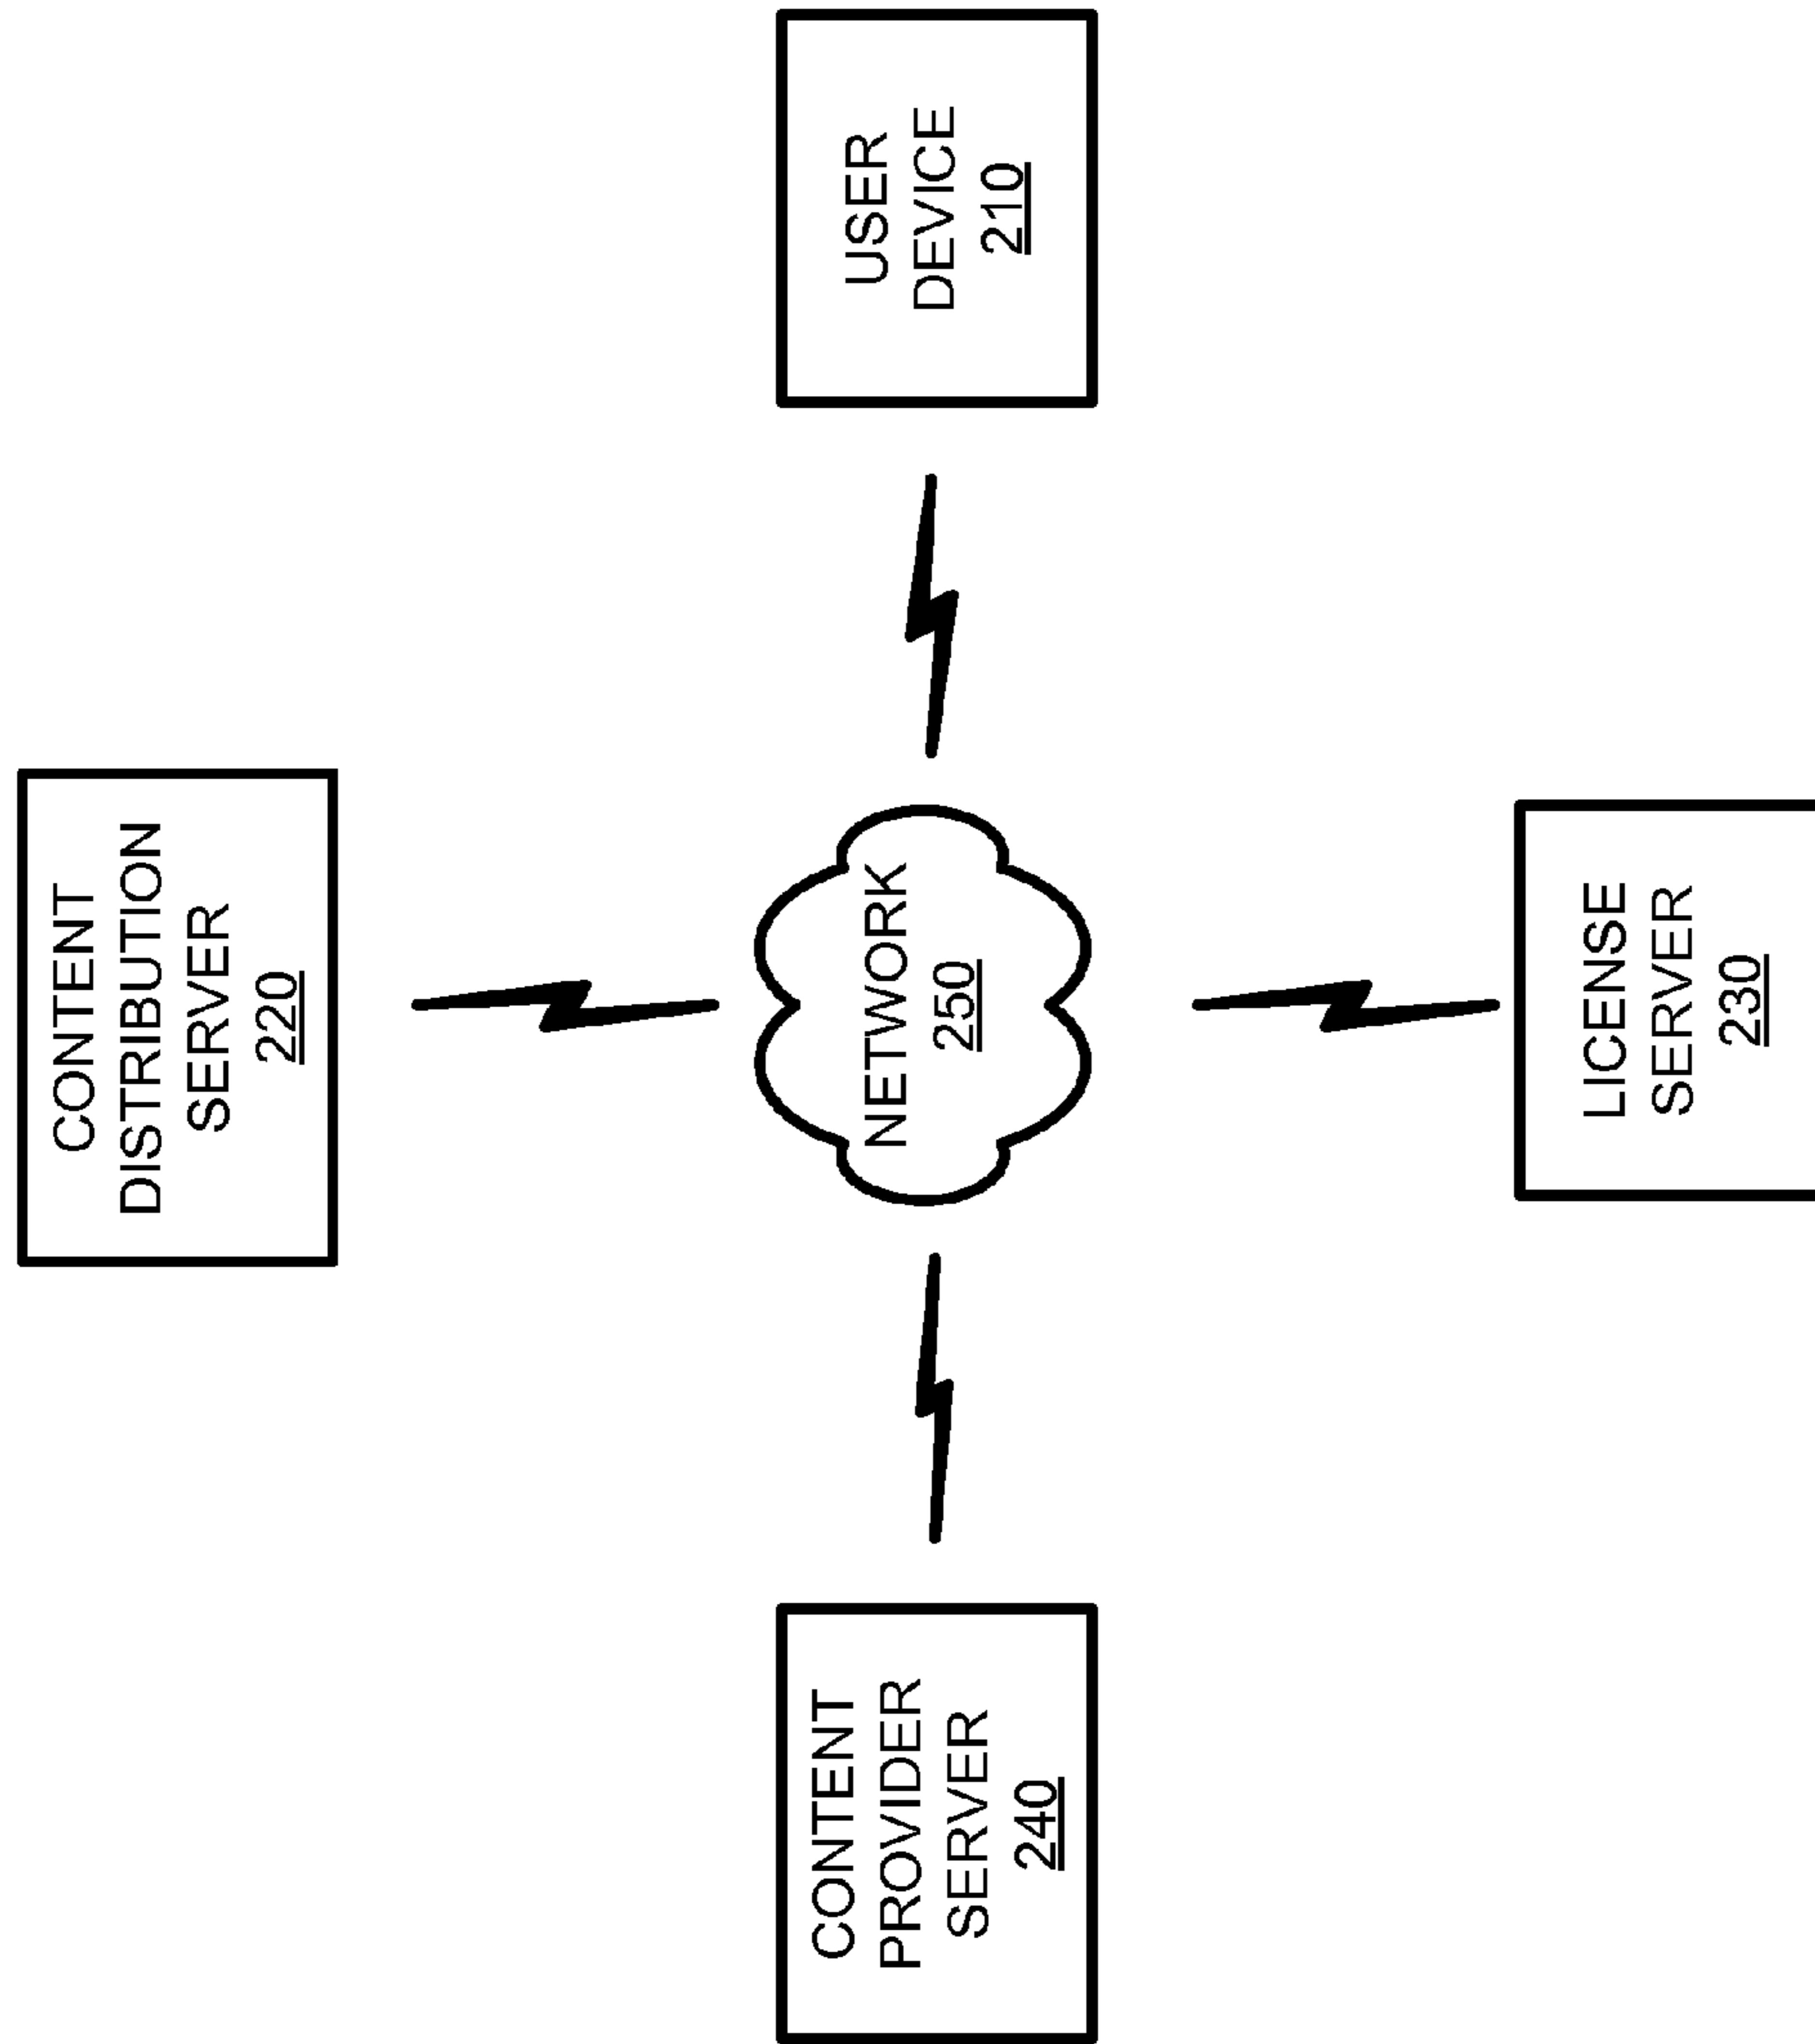 CONTENT
DISTRIBUTION
SERVER
220
CONTENT
PROVIDER
SERVER
240
NETWORK
250
USER
DEVICE
210
LICENSE
SERVER
230